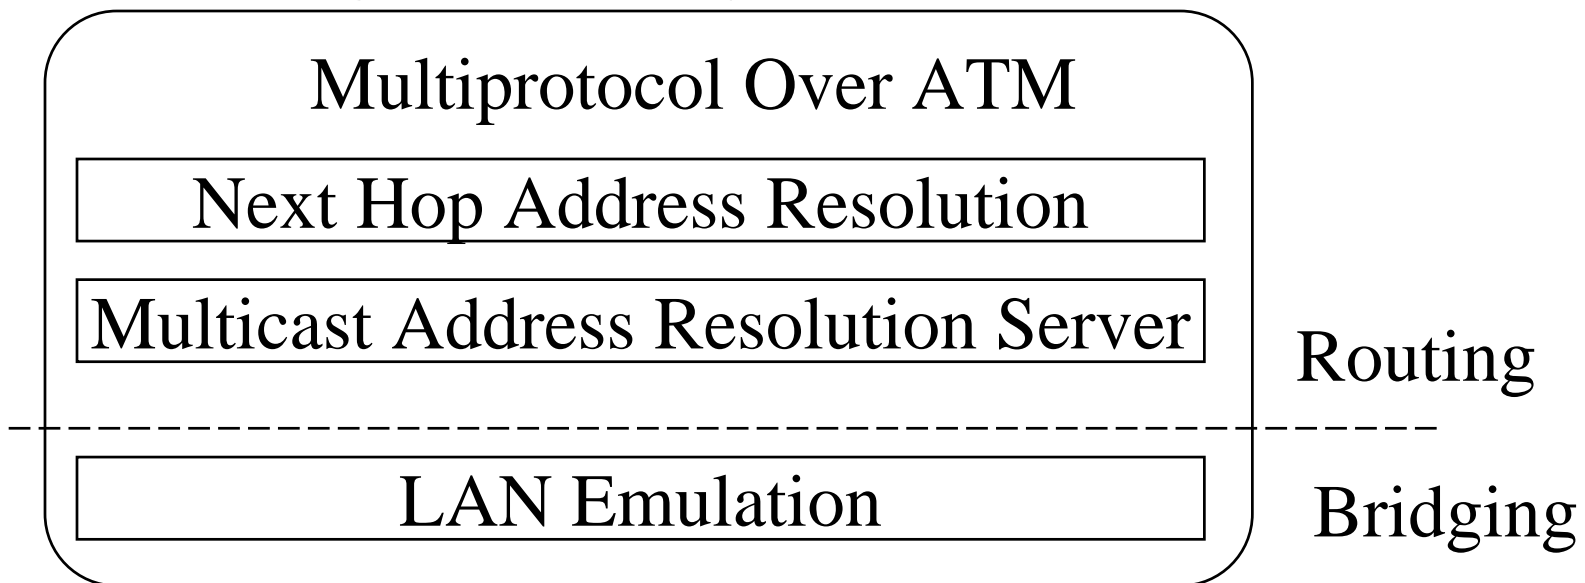 Multiprotocol Over ATM
Next Hop Address Resolution
Multicast Address Resolution Server
Routing
LAN Emulation
Bridging